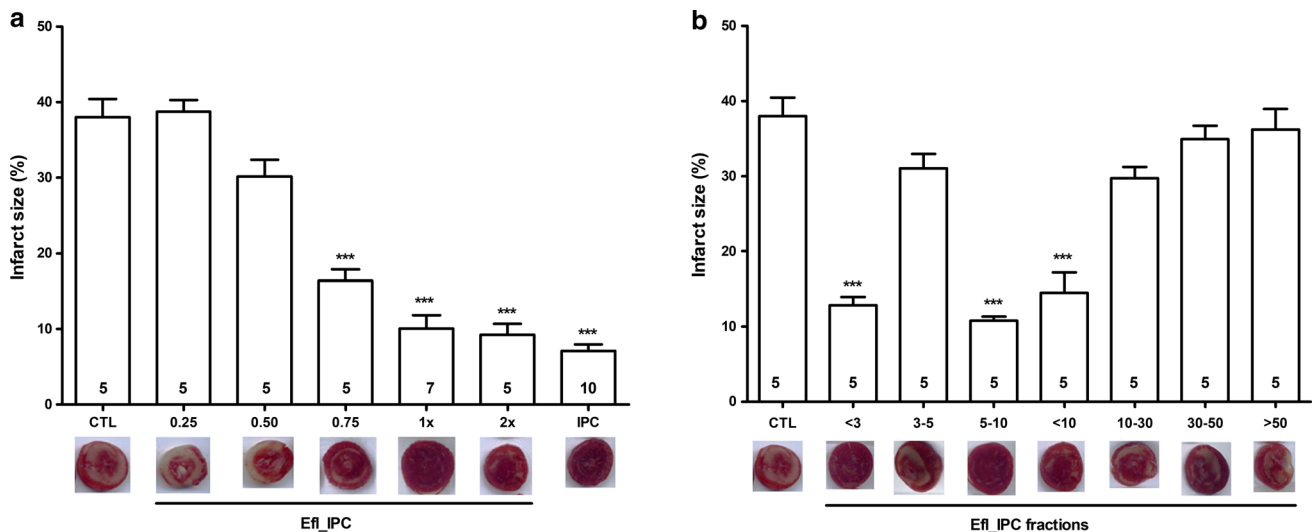 a
50
40
30
20
10
0
Infarct size (%)
*** *** *** ***
5 5 5 5 7 5 10
CTL 0.25 0.50 0.75 1x 2x IPC
Efl_IPC
b
50
40
30
20
10
0
Infarct size (%)
*** *** ***
5 5 5 5 5 5 5 5
CTL <3 3-5 5-10 <10 10-30 30-50 >50
Efl_IPC fractions